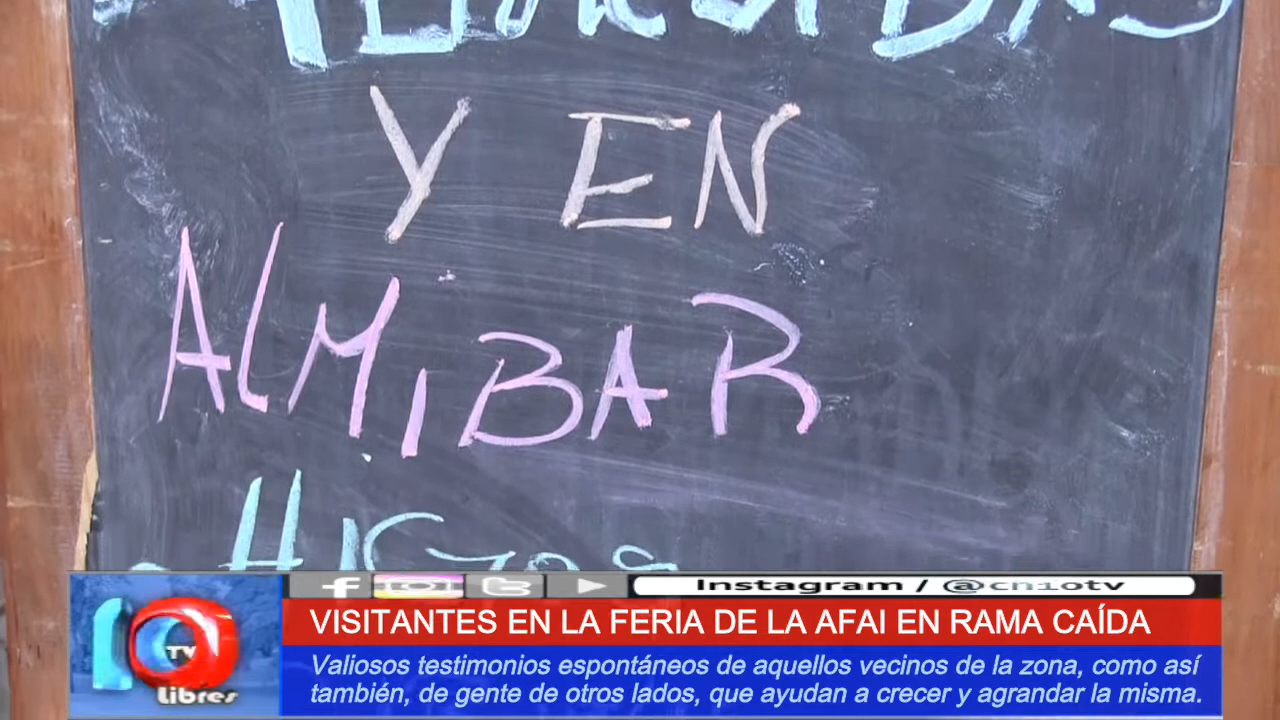 Y EN
ALMiBAR
HIGOS
Instagram / @cn10tv
VISITANTES EN LA FERIA DE LA AFAI EN RAMA CAÍDA
Valiosos testimonios espontáneos de aquellos vecinos de la zona, como así
también, de gente de otros lados, que ayudan a crecer y agrandar la misma.
10
TV
libres